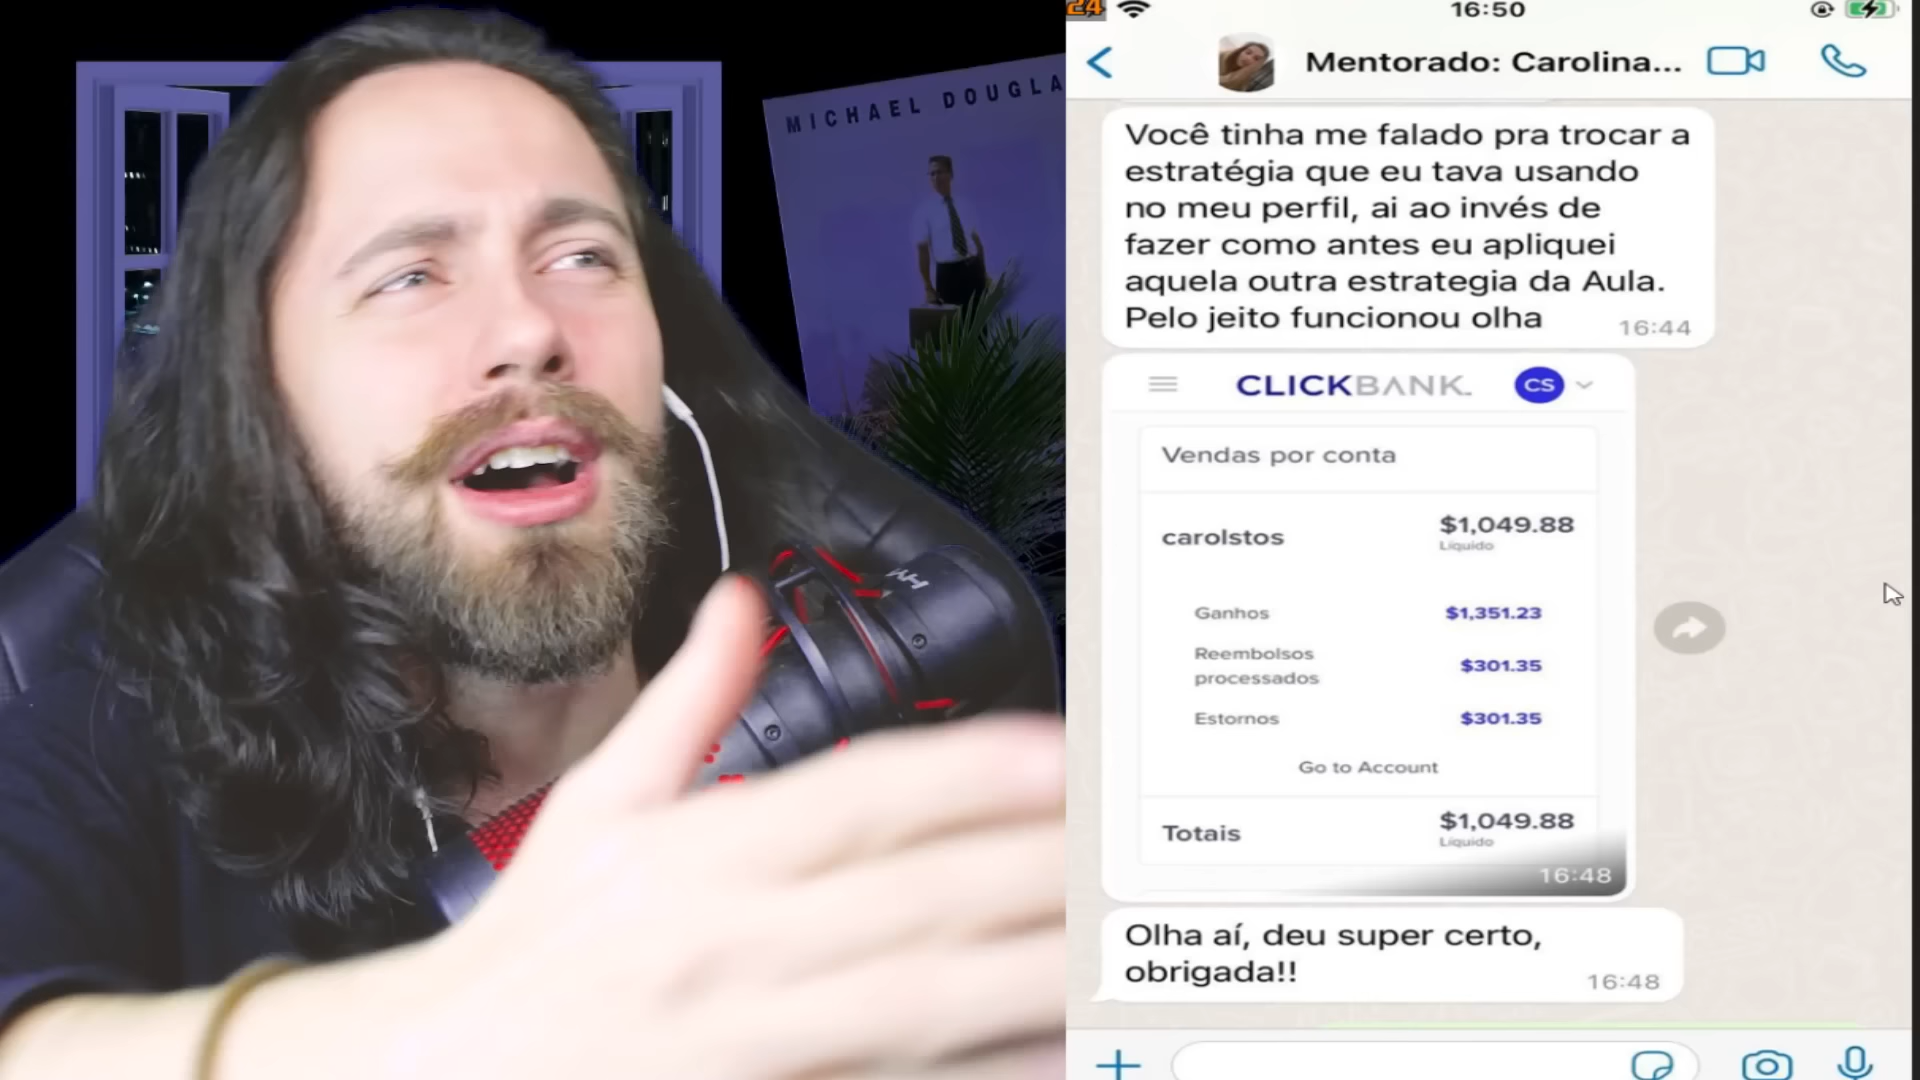 MICHAEL DOUGLA
24
16:50
Mentorado: Carolina...
Você tinha me falado pra trocar a
estratégia que eu tava usando
no meu perfil, ai ao invés de
fazer como antes eu apliquei
aquela outra estrategia da Aula.
Pelo jeito funcionou olha
16:44
CLICKBANK.
CS
Vendas por conta
carolstos
$1,049.88
Líquido
Ganhos
$1,351.23
Reembolsos
processados
$301.35
Estornos
$301.35
Go to Account
Totais
$1,049.88
Líquido
16:48
Olha aí, deu super certo,
obrigada!!
16:48